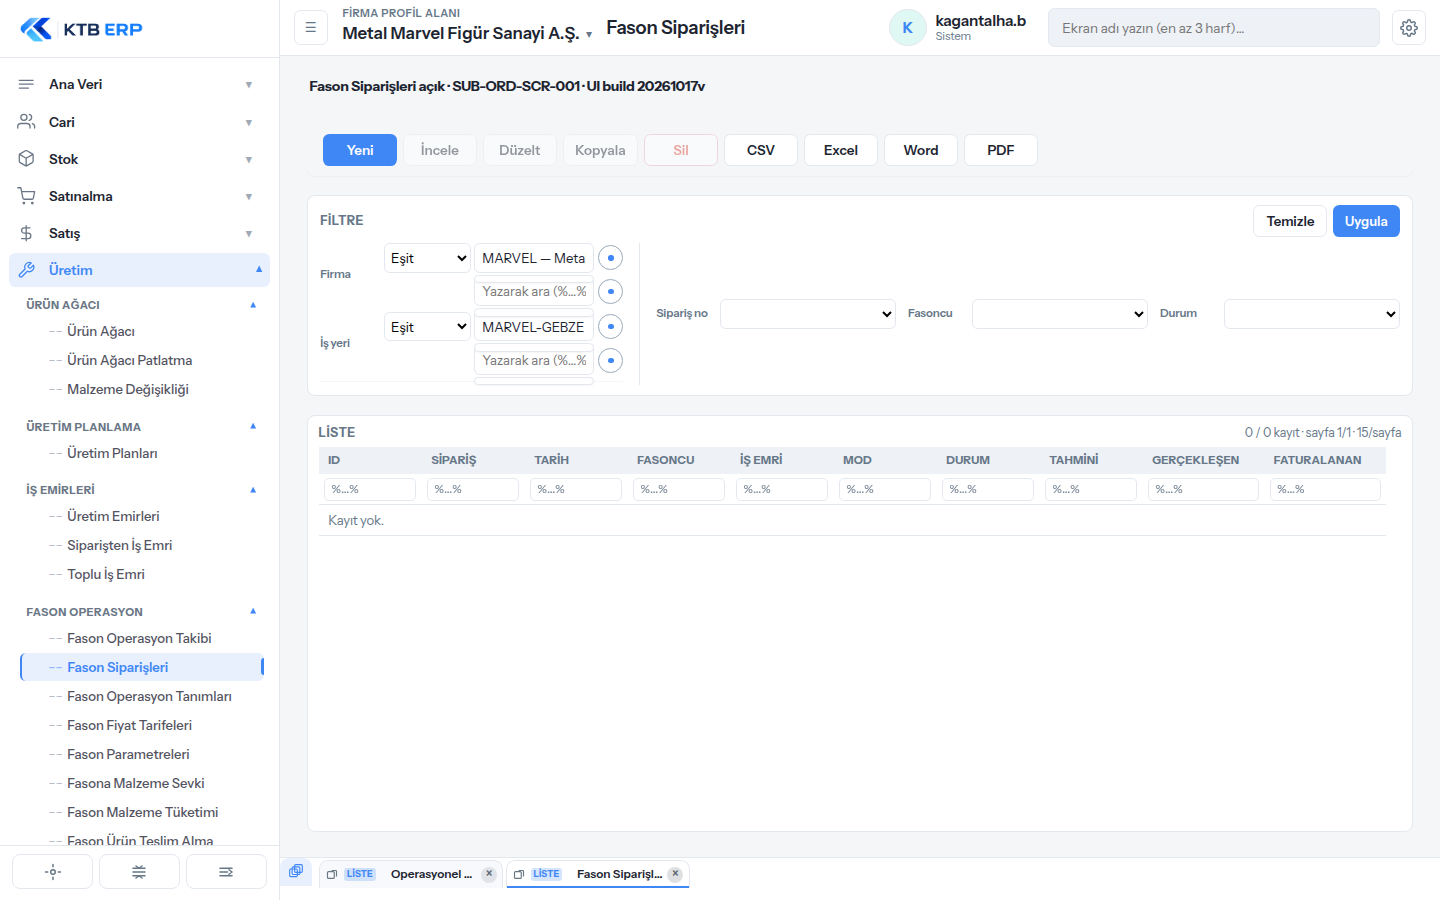 KTB ERP
Ana Veri
Cari
Stok
Satınalma
Satış
Üretim
ÜRÜN AĞACI
Ürün Ağacı
Ürün Ağacı Patlatma
Malzeme Değişikliği
ÜRETİM PLANLAMA
Üretim Planları
İŞ EMİRLERİ
Üretim Emirleri
Siparişten İş Emri
Toplu İş Emri
FASON OPERASYON
Fason Operasyon Takibi
Fason Siparişleri
Fason Operasyon Tanımları
Fason Fiyat Tarifeleri
Fason Parametreleri
Fasona Malzeme Sevki
Fason Malzeme Tüketimi
Fason Ürün Teslim Alma
FİRMA PROFİL ALANI
Metal Marvel Figür Sanayi A.Ş. ▾ Fason Siparişleri
K kagantalha.b
Sistem
Ekran adı yazın (en az 3 harf)...
Fason Siparişleri açık · SUB-ORD-SCR-001 · UI build 20261017v
Yeni İncele Düzelt Kopyala Sil CSV Excel Word PDF
FİLTRE Temizle Uygula
Firma Eşit MARVEL — Meta
Yazarak ara (%...%
İş yeri Eşit MARVEL-GEBZE
Yazarak ara (%...%
Sipariş no Fasoncu Durum
LİSTE 0 / 0 kayıt · sayfa 1/1 · 15/sayfa
ID SİPARİŞ TARİH FASONCU İŞ EMRİ MOD DURUM TAHMİNİ GERÇEKLEŞEN FATURALANAN
%...% %...% %...% %...% %...% %...% %...% %...% %...% %...%
Kayıt yok.
LİSTE Operasyonel ... × LİSTE Fason Siparişl... ×